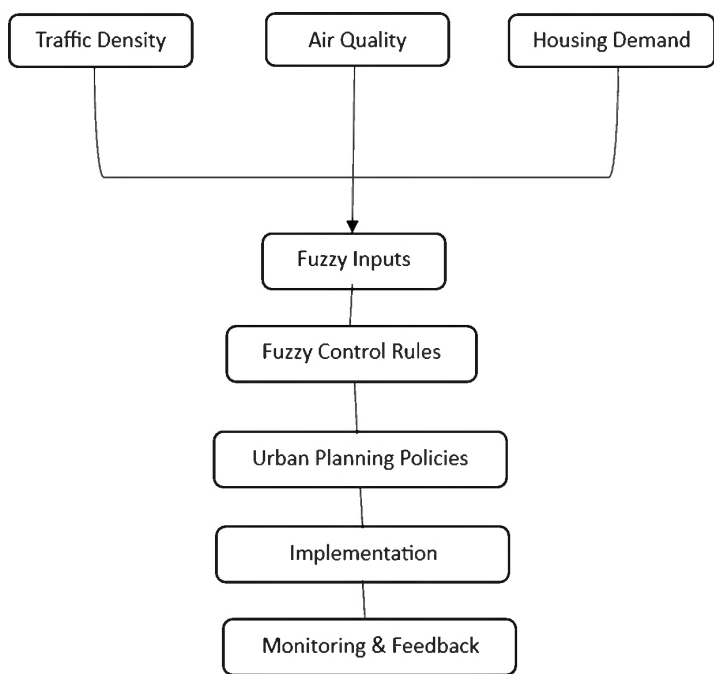 Traffic Density
Air Quality
Housing Demand
Fuzzy Inputs
Fuzzy Control Rules
Urban Planning Policies
Implementation
Monitoring & Feedback